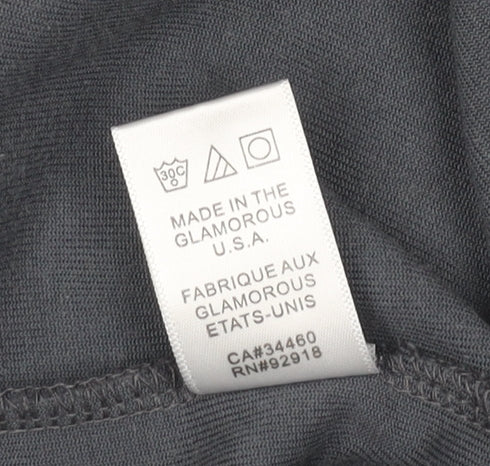 30C
MADE IN THE
GLAMOROUS
U.S.A.
FABRIQUE AUX
GLAMOROUS
ETATS-UNIS
CA#34460
RN#92918